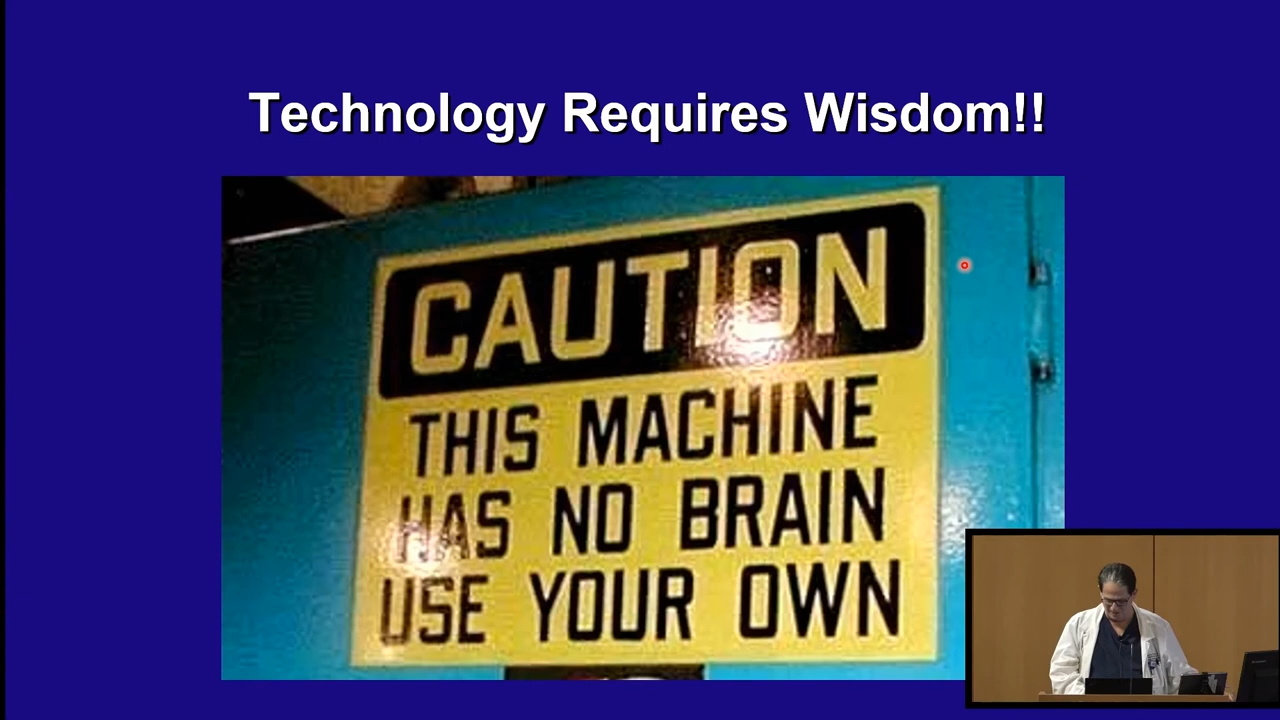 Technology Requires Wisdom!!
CAUTION
THIS MACHINE
HAS NO BRAIN
USE YOUR OWN